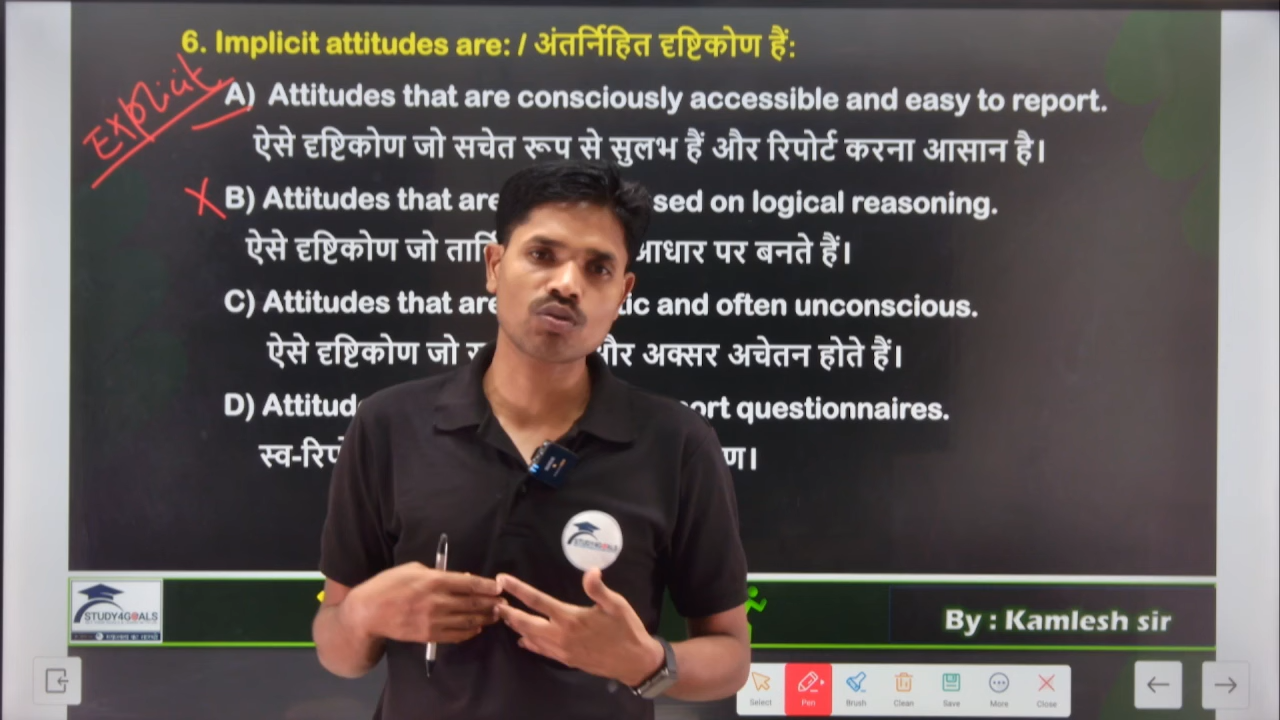 6. Implicit attitudes are: / अंतर्निहित दृष्टिकोण हैं:
Explicit
A) Attitudes that are consciously accessible and easy to report.
ऐसे दृष्टिकोण जो सचेत रूप से सुलभ हैं और रिपोर्ट करना आसान है।
X
B) Attitudes that are sed on logical reasoning.
ऐसे दृष्टिकोण जो आधार पर बनते हैं।
C) Attitudes that are tic and often unconscious.
ऐसे दृष्टिकोण जो और अक्सर अचेतन होते हैं।
D) ort questionnaires.
STUDY4GOALS
STUDY4GOALS
By : Kamlesh sir
Select Pen Brush Clean Save More Close